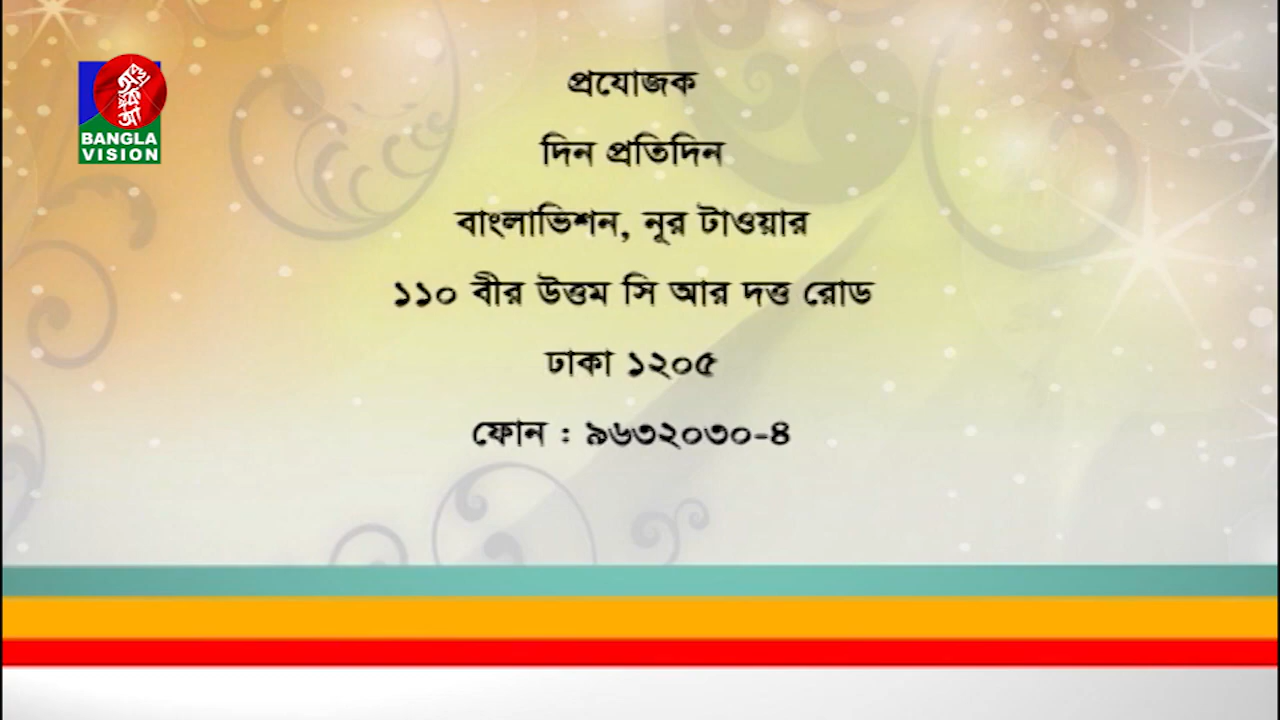 BANGLA
VISION
প্রযোজক
দিন প্রতিদিন
বাংলাভিশন, নূর টাওয়ার
১১০ বীর উত্তম সি আর দত্ত রোড
ঢাকা ১২০৫
ফোন : ৯৬৩২০৩০-৪